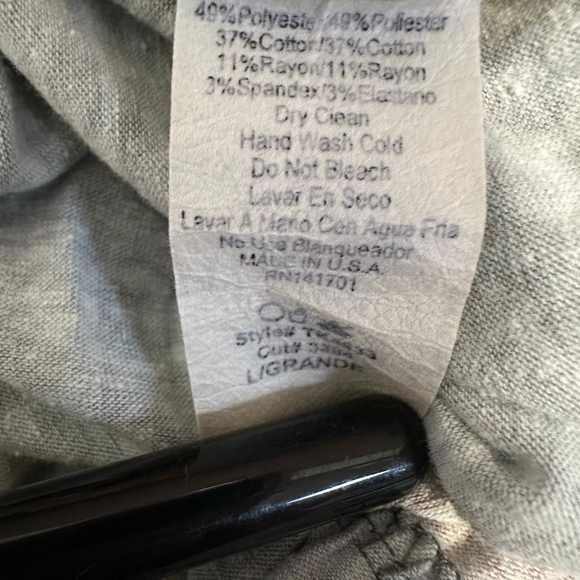 49%Polyester/49%Poliester
37%Cotton/37%Cotton
11%Rayon/11%Rayon
3%Spandex/3%Elastano
Dry Clean
Hand Wash Cold
Do Not Bleach
Lavar En Seco
Lavar A Mano Con Agua Fria
No Use Blanqueador
MADE IN U.S.A.
RN141701
Style#
Cut#
L/GRANDE